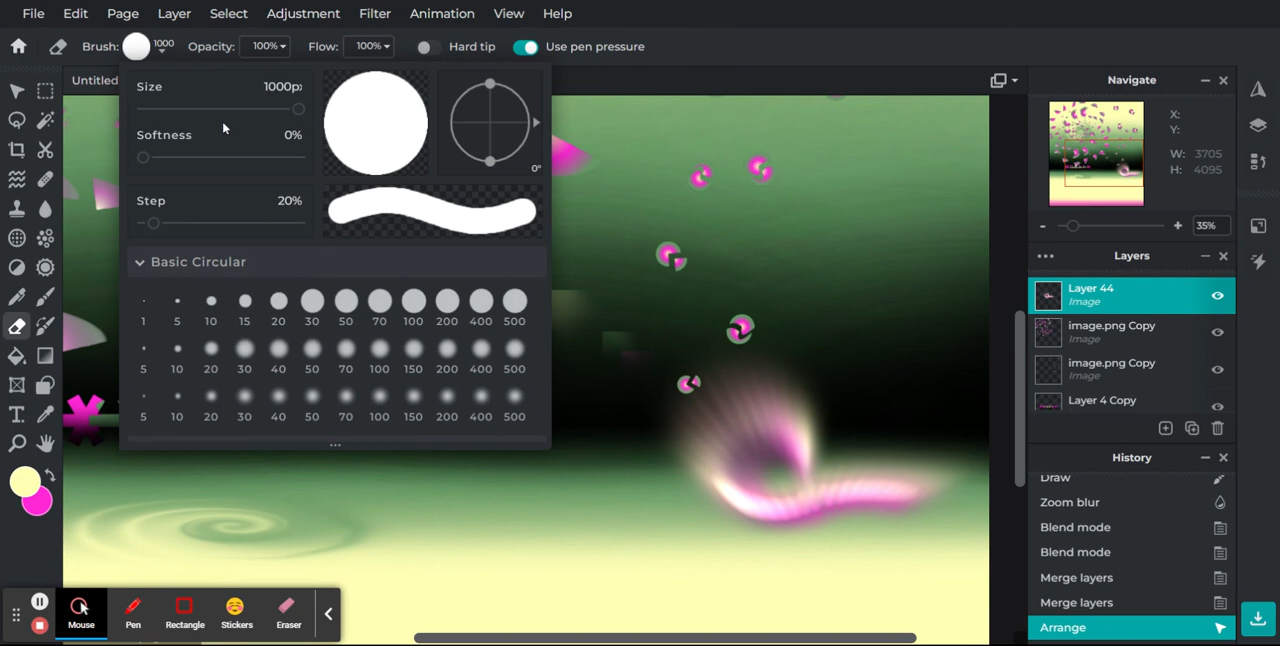 File Edit Page Layer Select Adjustment Filter Animation View Help
Brush: 1000 Opacity: 100% Flow: 100% Hard tip Use pen pressure
Untitled
Size 1000px
Softness 0%
0°
Step 20%
Basic Circular
1 5 10 15 20 30 50 70 100 200 400 500
5 10 20 30 40 50 70 100 150 200 400 500
5 10 20 30 40 50 70 100 150 200 400 500
Navigate
X:
Y:
W: 3705
H: 4095
35%
Layers
Layer 44
Image
image.png Copy
Image
image.png Copy
Image
Layer 4 Copy
History
Draw
Zoom blur
Blend mode
Blend mode
Merge layers
Merge layers
Arrange
Mouse Pen Rectangle Stickers Eraser